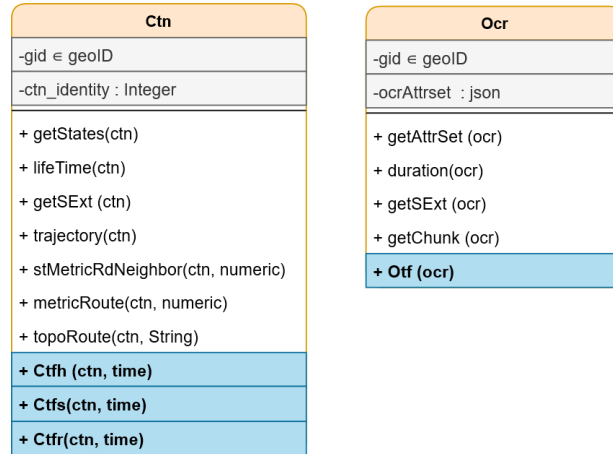 Ctn
-gid ∈ geoID
-ctn_identity : Integer
+ getStates(ctn)
+ lifeTime(ctn)
+ getSExt (ctn)
+ trajectory(ctn)
+ stMetricRdNeighbor(ctn, numeric)
+ metricRoute(ctn, numeric)
+ topoRoute(ctn, String)
+ Ctfh (ctn, time)
+ Ctfs(ctn, time)
+ Ctfr(ctn, time)
Ocr
-gid ∈ geoID
-ocrAttrset : json
+ getAttrSet (ocr)
+ duration(ocr)
+ getSExt (ocr)
+ getChunk (ocr)
+ Otf (ocr)